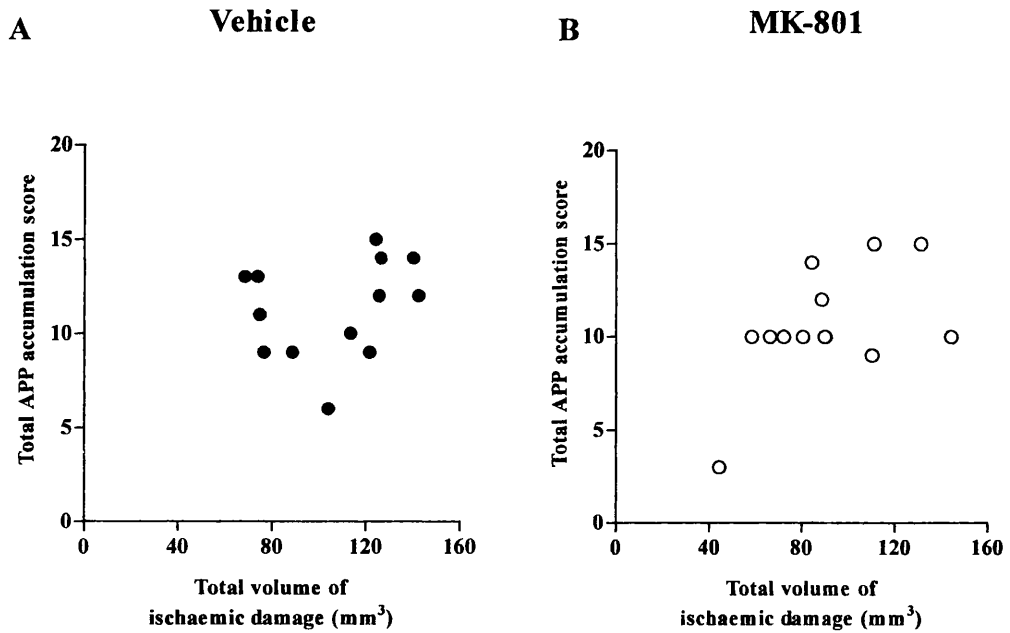 A
Vehicle
20
15
10
5
0
Total APP accumulation score
0
40
80
120
160
Total volume of
ischaemic damage (mm³)
B
MK-801
20
15
10
5
0
Total APP accumulation score
0
40
80
120
160
Total volume of
ischaemic damage (mm³)